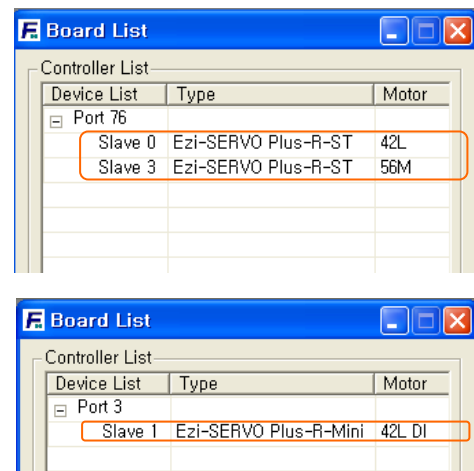 Board List
Controller List
Device List Type Motor
Port 76
Slave 0 Ezi-SERVO Plus-R-ST 42L
Slave 3 Ezi-SERVO Plus-R-ST 56M
Board List
Controller List
Device List Type Motor
Port 3
Slave 1 Ezi-SERVO Plus-R-Mini 42L DI